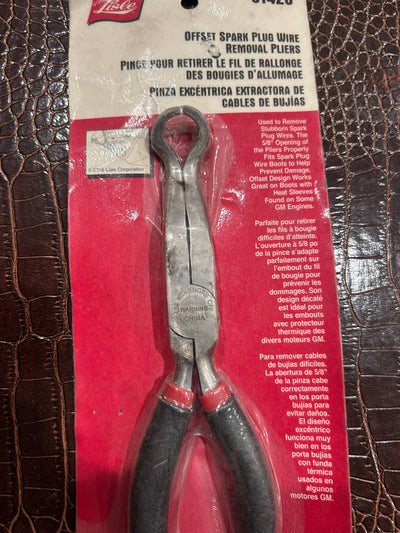 Lisle
OFFSET SPARK PLUG WIRE
REMOVAL PLIERS
PINCE POUR RETIRER LE FIL DE RALLONGE
DES BOUGIES D'ALLUMAGE
PINZA EXCÉNTRICA EXTRACTORA DE
CABLES DE BUJÍAS
Lisle Corporation
Used to Remove
Stubborn Spark
Plug Wires. The
5/8" Opening of
the Pliers Properly
Fits Spark Plug
Wire Boots to Help
Prevent Damage.
Offset Design Works
Great on Boots with
Heat Sleeves
Found on Some
GM Engines.
Parfaite pour retirer
les fils à bougie
difficiles d'atteinte.
L'ouverture à 5/8 po
de la pince s'adapte
parfaitement sur
l'embout du fil
de bougie pour
prévenir les
dommages. Son
design décalé
est idéal pour
les embouts
avec protecteur
thermique des
divers moteurs GM.
WARNING
CHINA
Para remover cables
de bujías difíciles.
La abertura de 5/8"
de la pinza cabe
correctamente
en los porta
bujías para
evitar daños.
El diseño
excéntrico
funciona muy
bien en los
porta bujías
con funda
térmica
usados en
algunos
motores GM.